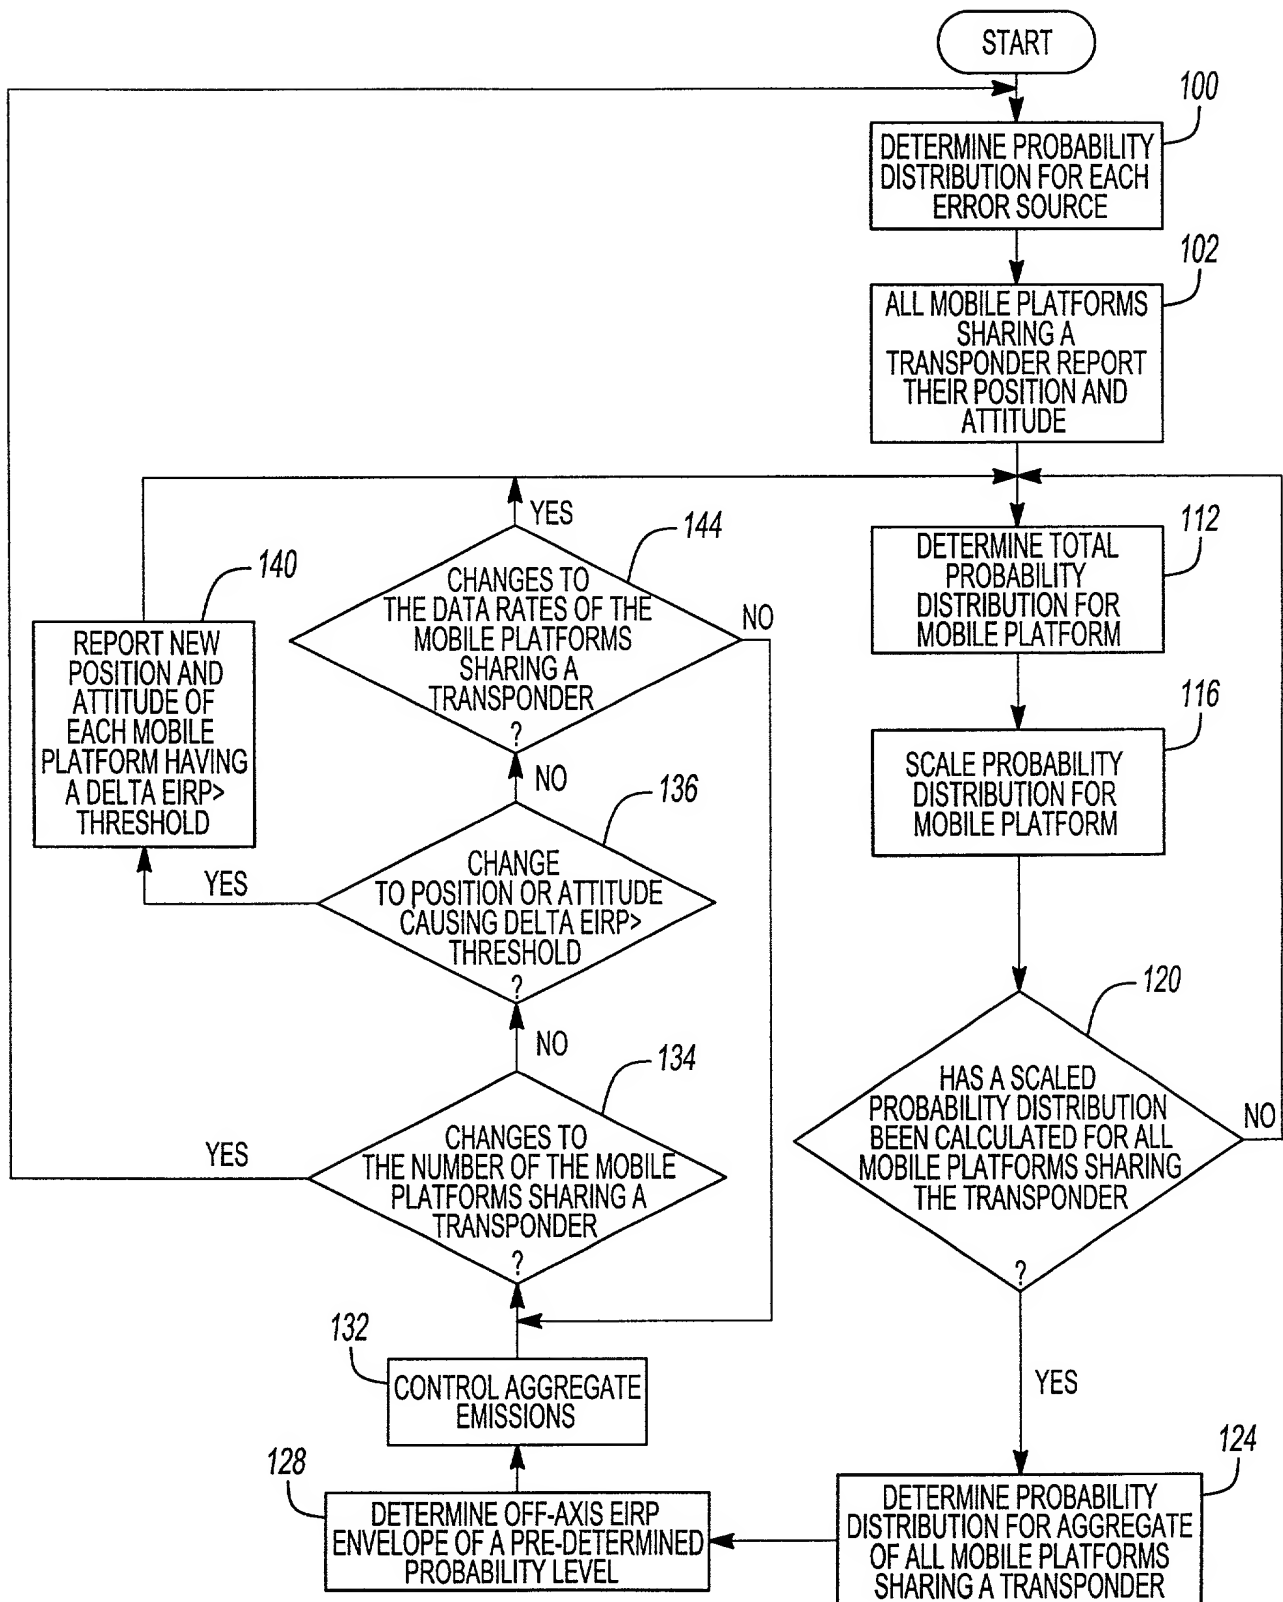 START
100
DETERMINE PROBABILITY
DISTRIBUTION FOR EACH
ERROR SOURCE
102
ALL MOBILE PLATFORMS
SHARING A
TRANSPONDER REPORT
THEIR POSITION AND
ATTITUDE
112
DETERMINE TOTAL
PROBABILITY
DISTRIBUTION FOR
MOBILE PLATFORM
116
SCALE PROBABILITY
DISTRIBUTION FOR
MOBILE PLATFORM
120
HAS A SCALED
PROBABILITY DISTRIBUTION
BEEN CALCULATED FOR ALL
MOBILE PLATFORMS SHARING
THE TRANSPONDER
?
NO
YES
124
DETERMINE PROBABILITY
DISTRIBUTION FOR AGGREGATE
OF ALL MOBILE PLATFORMS
SHARING A TRANSPONDER
128
DETERMINE OFF-AXIS EIRP
ENVELOPE OF A PRE-DETERMINED
PROBABILITY LEVEL
132
CONTROL AGGREGATE
EMISSIONS
134
CHANGES TO
THE NUMBER OF THE MOBILE
PLATFORMS SHARING A
TRANSPONDER
?
YES
NO
136
CHANGE
TO POSITION OR ATTITUDE
CAUSING DELTA EIRP>
THRESHOLD
?
YES
NO
140
REPORT NEW
POSITION AND
ATTITUDE OF
EACH MOBILE
PLATFORM HAVING
A DELTA EIRP>
THRESHOLD
144
CHANGES TO
THE DATA RATES OF THE
MOBILE PLATFORMS
SHARING A
TRANSPONDER
?
YES
NO